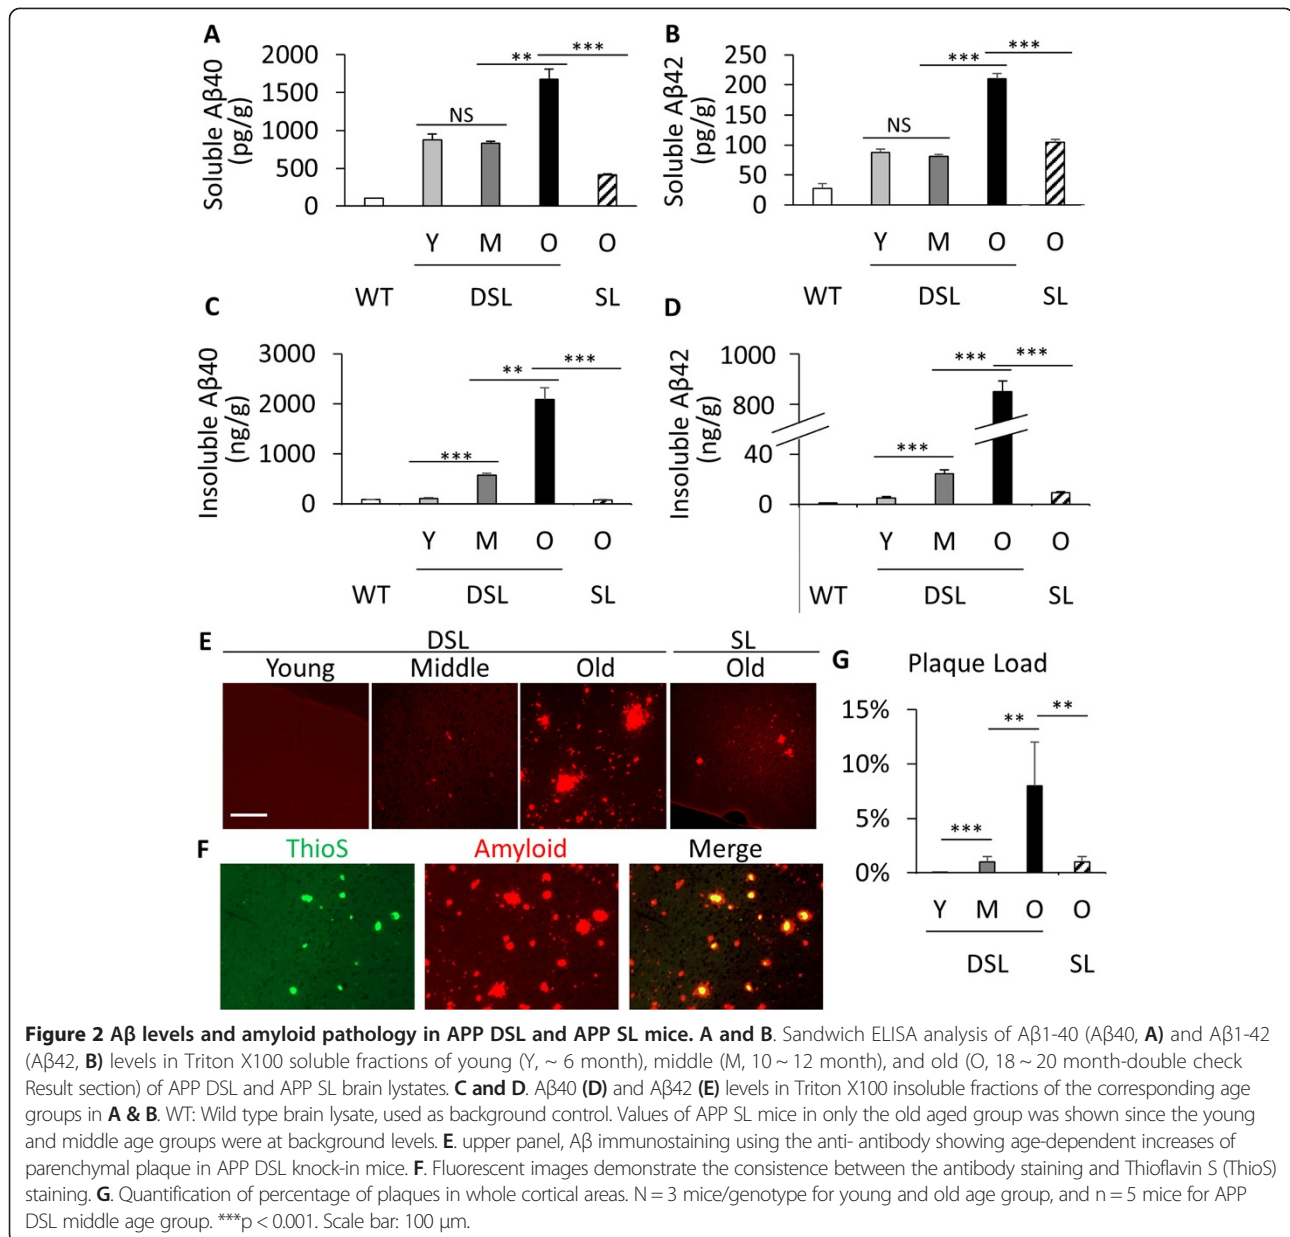 A
Soluble Aβ40
(pg/g)
2000
1500
1000
500
0
NS
**
***
Y M O O
WT DSL SL
B
Soluble Aβ42
(pg/g)
250
200
150
100
50
0
NS
***
***
Y M O O
WT DSL SL
C
Insoluble Aβ40
(ng/g)
3000
2000
1000
0
***
**
***
Y M O O
WT DSL SL
D
Insoluble Aβ42
(ng/g)
1000
800
40
0
***
***
***
Y M O O
WT DSL SL
E
DSL SL
Young Middle Old Old
F
ThioS Amyloid Merge
G Plaque Load
15%
10%
5%
0%
***
**
**
Y M O O
DSL SL
Figure 2 Aβ levels and amyloid pathology in APP DSL and APP SL mice. A and B. Sandwich ELISA analysis of Aβ1-40 (Aβ40, A) and Aβ1-42
(Aβ42, B) levels in Triton X100 soluble fractions of young (Y, ~ 6 month), middle (M, 10 ~ 12 month), and old (O, 18 ~ 20 month-double check
Result section) of APP DSL and APP SL brain lystates. C and D. Aβ40 (D) and Aβ42 (E) levels in Triton X100 insoluble fractions of the corresponding age
groups in A & B. WT: Wild type brain lysate, used as background control. Values of APP SL mice in only the old aged group was shown since the young
and middle age groups were at background levels. E. upper panel, Aβ immunostaining using the anti- antibody showing age-dependent increases of
parenchymal plaque in APP DSL knock-in mice. F. Fluorescent images demonstrate the consistence between the antibody staining and Thioflavin S (ThioS)
staining. G. Quantification of percentage of plaques in whole cortical areas. N = 3 mice/genotype for young and old age group, and n = 5 mice for APP
DSL middle age group. ***p < 0.001. Scale bar: 100 μm.